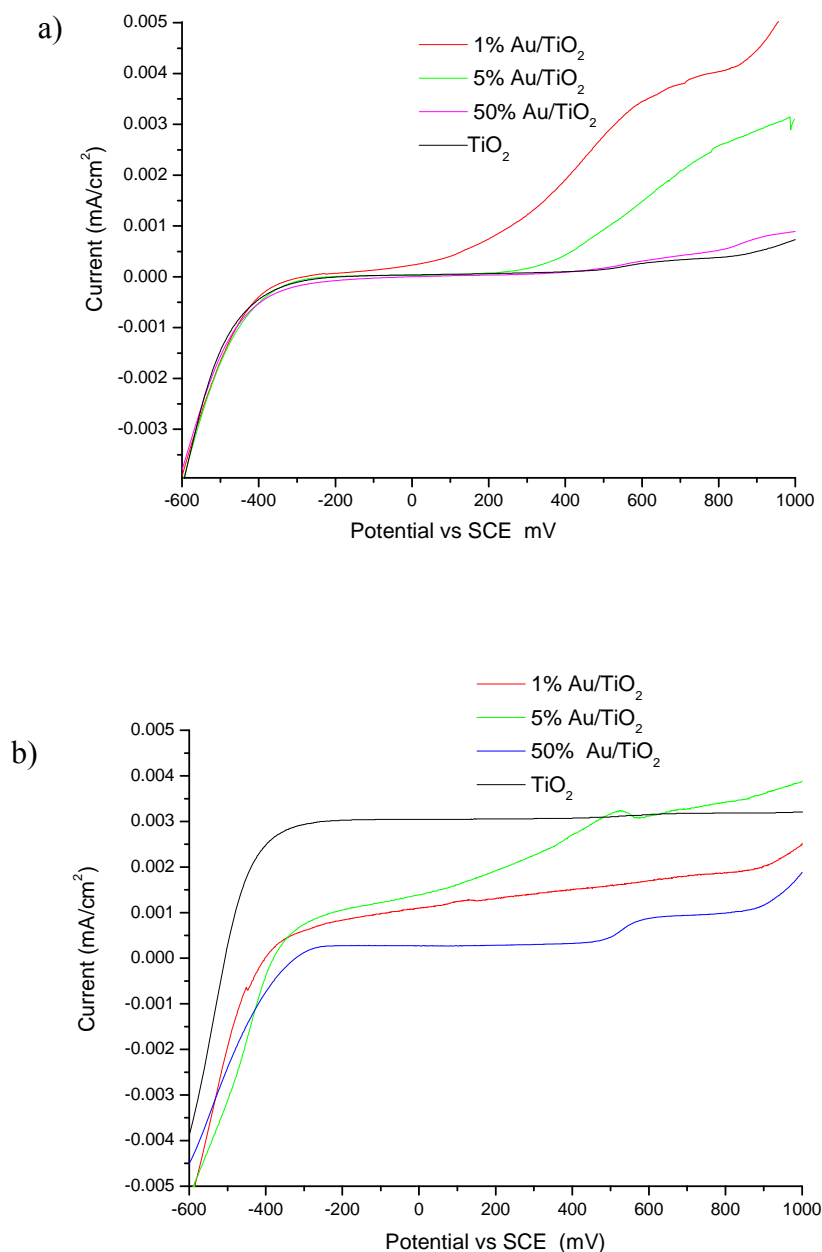 a)
1% Au/TiO₂
5% Au/TiO₂
50% Au/TiO₂
TiO₂
0.005
0.004
0.003
0.002
0.001
0.000
-0.001
-0.002
-0.003
Current (mA/cm²)
-600 -400 -200 0 200 400 600 800 1000
Potential vs SCE mV
b)
1% Au/TiO₂
5% Au/TiO₂
50% Au/TiO₂
TiO₂
0.005
0.004
0.003
0.002
0.001
0.000
-0.001
-0.002
-0.003
-0.004
-0.005
Current (mA/cm²)
-600 -400 -200 0 200 400 600 800 1000
Potential vs SCE (mV)